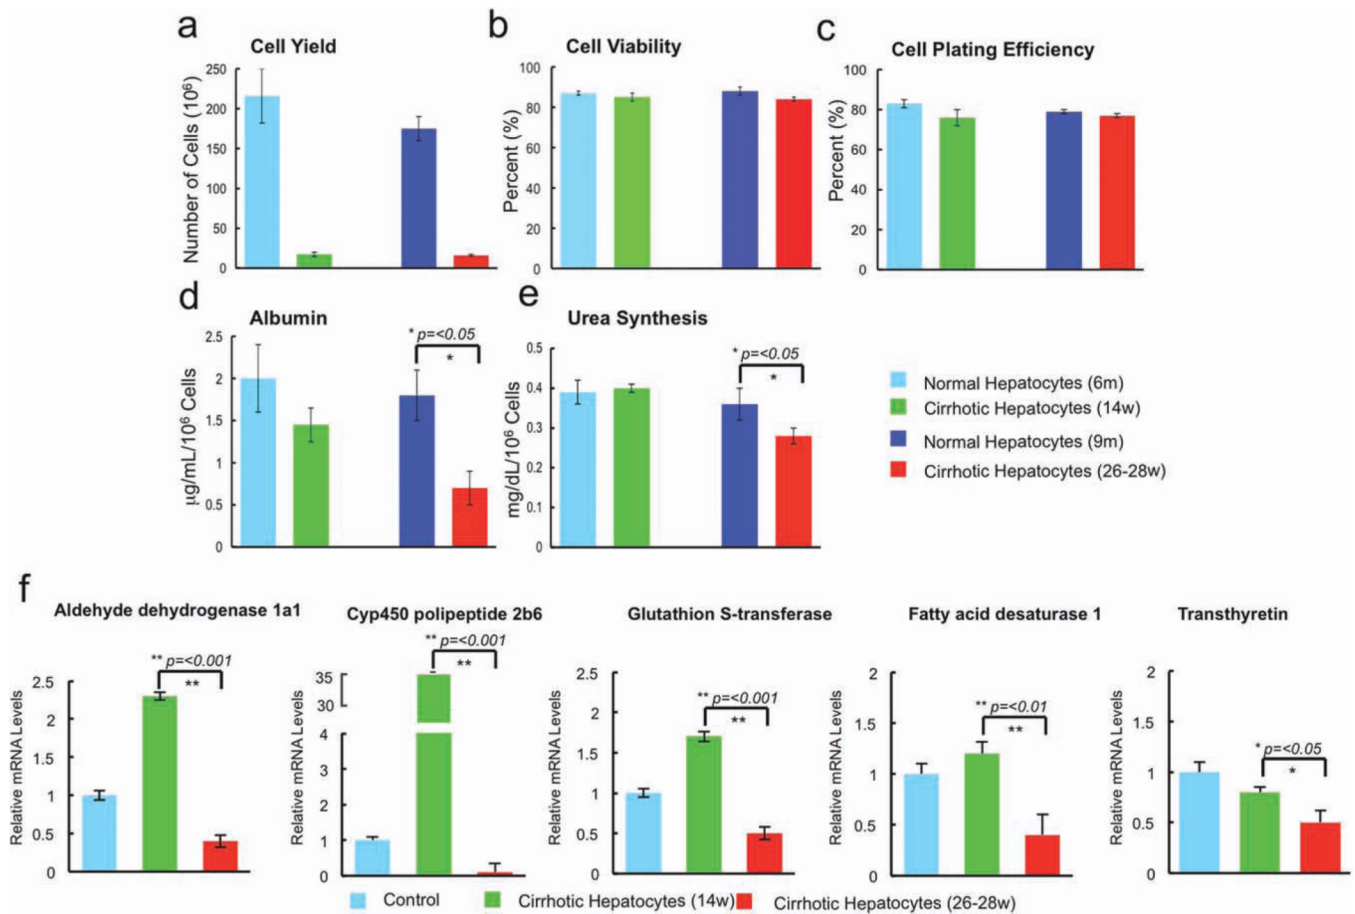 a
Cell Yield
Number of Cells (10⁶)
250
200
150
100
50
0
b
Cell Viability
Percent (%)
100
80
60
40
20
0
c
Cell Plating Efficiency
Percent (%)
100
80
60
40
20
0
d
Albumin
µg/mL/10⁶ Cells
2.5
2
1.5
1
0.5
0
* p=<0.05
*
e
Urea Synthesis
mg/dL/10⁶ Cells
0.5
0.4
0.3
0.2
0.1
0
* p=<0.05
*
Normal Hepatocytes (6m)
Cirrhotic Hepatocytes (14w)
Normal Hepatocytes (9m)
Cirrhotic Hepatocytes (26-28w)
f
Aldehyde dehydrogenase 1a1
Relative mRNA Levels
2.5
2
1.5
1
0.5
0
** p=<0.001
**
Cyp450 polipeptide 2b6
Relative mRNA Levels
35
30
4
3
2
1
0
** p=<0.001
**
Glutathion S-transferase
Relative mRNA Levels
2.5
2
1.5
1
0.5
0
** p=<0.001
**
Fatty acid desaturase 1
Relative mRNA Levels
2
1.5
1
0.5
0
** p=<0.01
**
Transthyretin
Relative mRNA Levels
2
1.5
1
0.5
0
* p=<0.05
*
Control
Cirrhotic Hepatocytes (14w)
Cirrhotic Hepatocytes (26-28w)